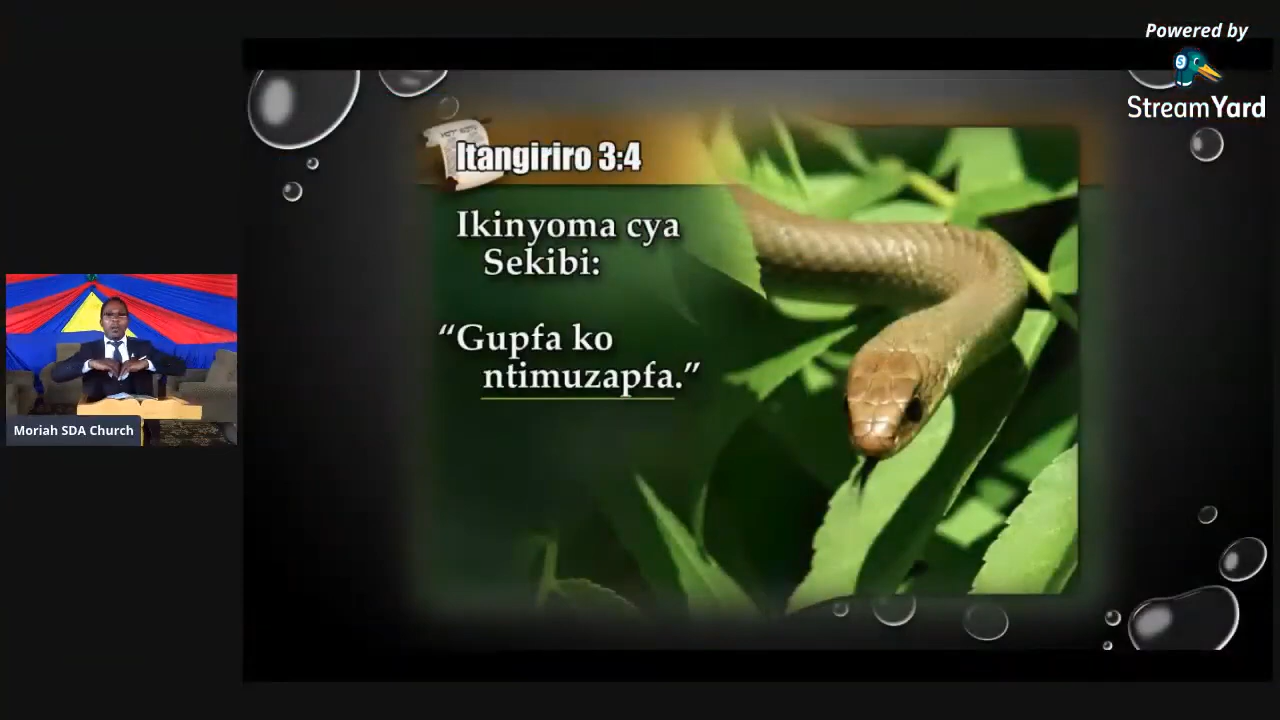 Powered by
StreamYard
Itangiriro 3:4
Ikinyoma cya
Sekibi:
“Gupfa ko
ntimuzapfa.”
Moriah SDA Church